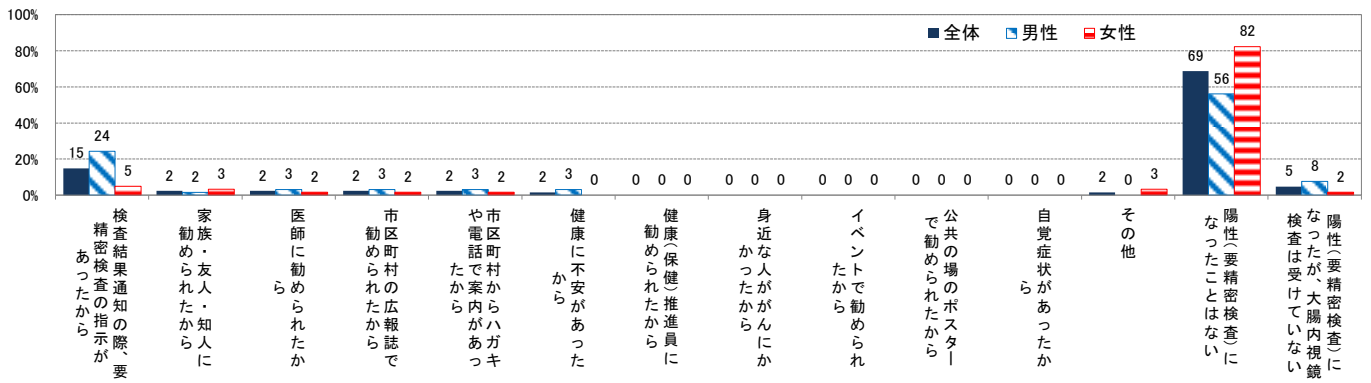 100%
80%
60%
40%
20%
0%
全体 男性 女性
15 24 5
2 2 3
2 3 2
2 3 2
2 3 2
2 3 0
0 0 0
0 0 0
0 0 0
0 0 0
0 0 0
2 0 3
69 56 82
5 8 2
検査結果通知の際、要
精密検査の指示が
あったから
家族・友人・知人に
勧められたから
医師に勧められたか
ら
市区町村の広報誌で
勧められたから
市区町村からハガキ
や電話で案内があっ
たから
健康に不安があった
から
健康(保健)推進員に
勧められたから
身近な人ががんにか
かったから
イベントで勧められ
たから
公共の場のポスター
で勧められたから
自覚症状があったか
ら
その他
陽性(要精密検査)に
なったことはない
陽性(要精密検査)に
なったが、大腸内視鏡
検査は受けていない